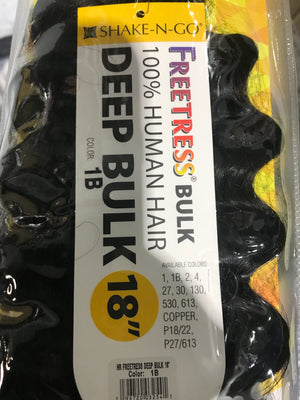 SHAKE-N-GO
FREETRESS® BULK
100% HUMAN HAIR
DEEP BULK 18"
COLOR:
1B
AVAILABLE COLORS:
1, 1B, 2, 4,
27, 30, 130,
530, 613,
COPPER,
P18/22,
P27/613
HR FREETRESS DEEP BULK 18"
Color: 1B